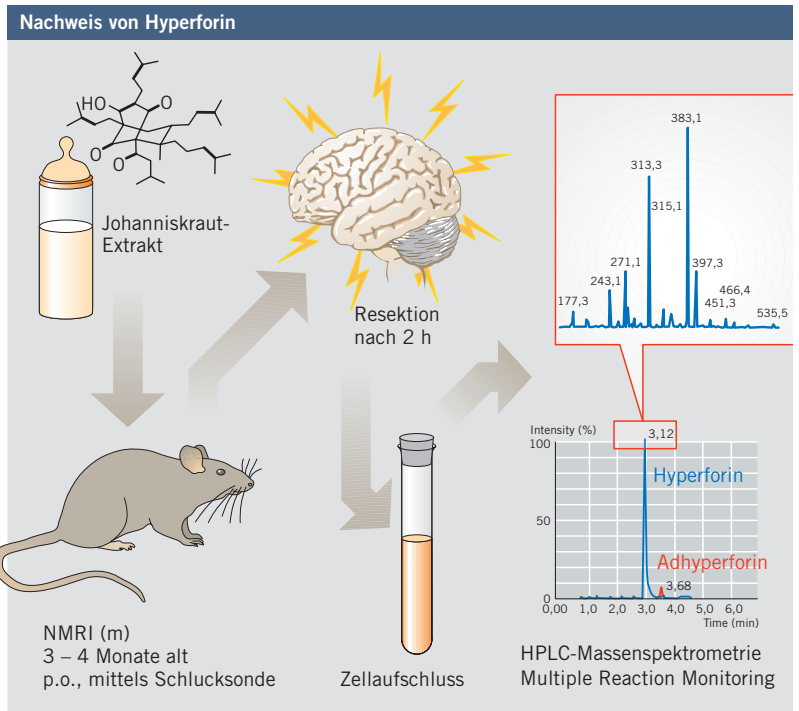 Nachweis von Hyperforin
HO
O
O
O
Johanniskraut-
Extrakt
Resektion
nach 2 h
383,1
313,3
315,1
271,1
397,3
243,1
466,4
177,3
451,3
535,5
NMRI (m)
3 – 4 Monate alt
p.o., mittels Schlucksonde
Zellaufschluss
Intensity (%)
3,12
100
Hyperforin
50
Adhyperforin
3,68
0
0,00 1,0 2,0 3,0 4,0 5,0 6,0
Time (min)
HPLC-Massenspektrometrie
Multiple Reaction Monitoring